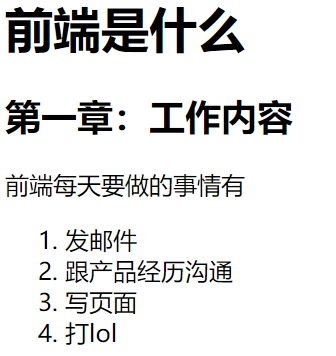 前端是什么
第一章：工作内容
前端每天要做的事情有
1. 发邮件
2. 跟产品经历沟通
3. 写页面
4. 打lol